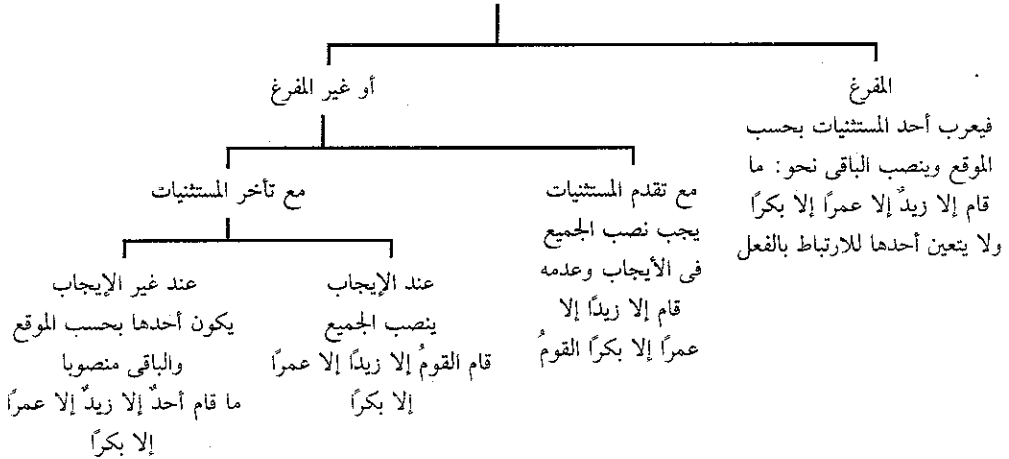 المفرغ
فيعرب أحد المستثنيات بحسب
الموقع وينصب الباقى نحو: ما
قام إلا زيدٌ إلا عمرًا إلا بكرًا
ولا يتعين أحدها للارتباط بالفعل
أو غير المفرغ
مع تقدم المستثنيات
يجب نصب الجميع
فى الأيجاب وعدمه
قام إلا زيدًا إلا
عمرًا إلا بكرًا القومُ
مع تأخر المستثنيات
عند الإيجاب
ينصب الجميع
قام القومُ إلا زيدًا إلا عمرًا
إلا بكرًا
عند غير الإيجاب
يكون أحدها بحسب الموقع
والباقى منصوبا
ما قام أحدٌ إلا زيدٌ إلا عمرًا
إلا بكرًا